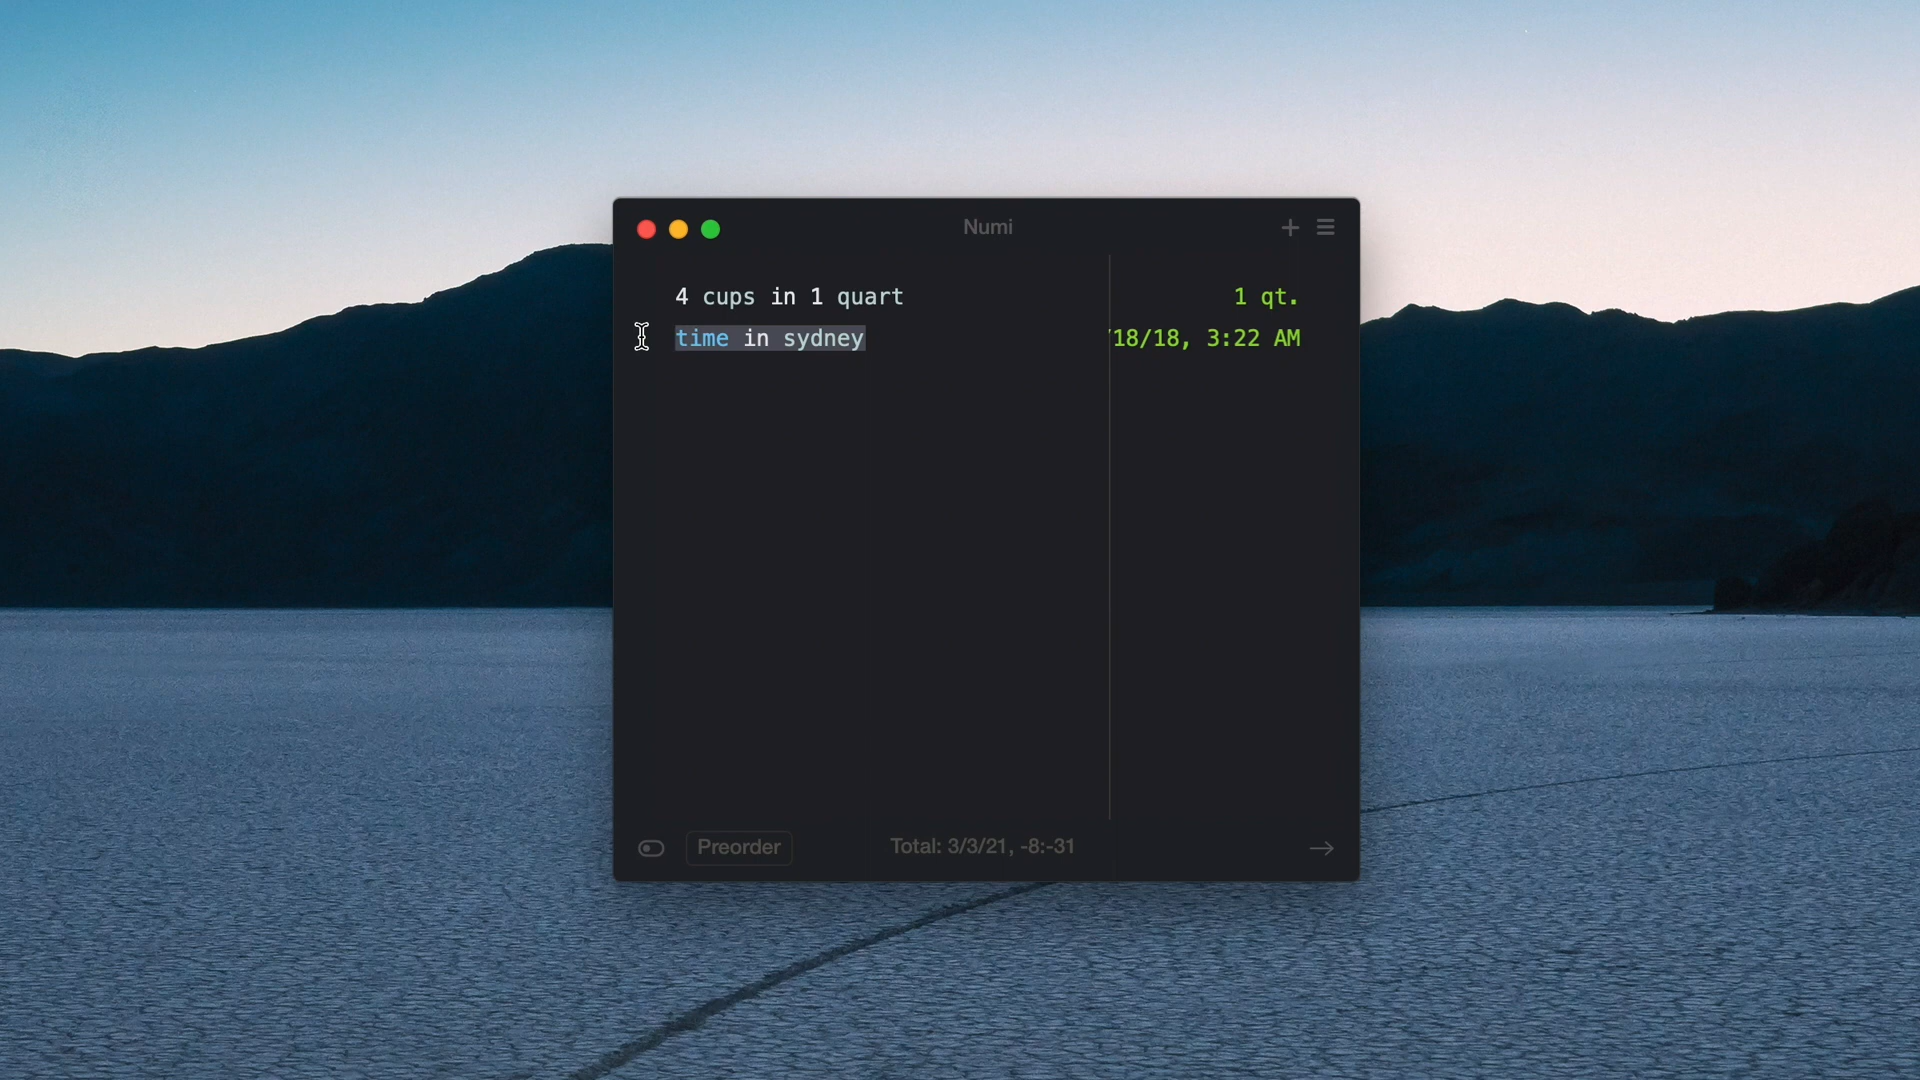 Numi
4 cups in 1 quart 1 qt.
time in sydney /18/18, 3:22 AM
Preorder Total: 3/3/21, -8:-31